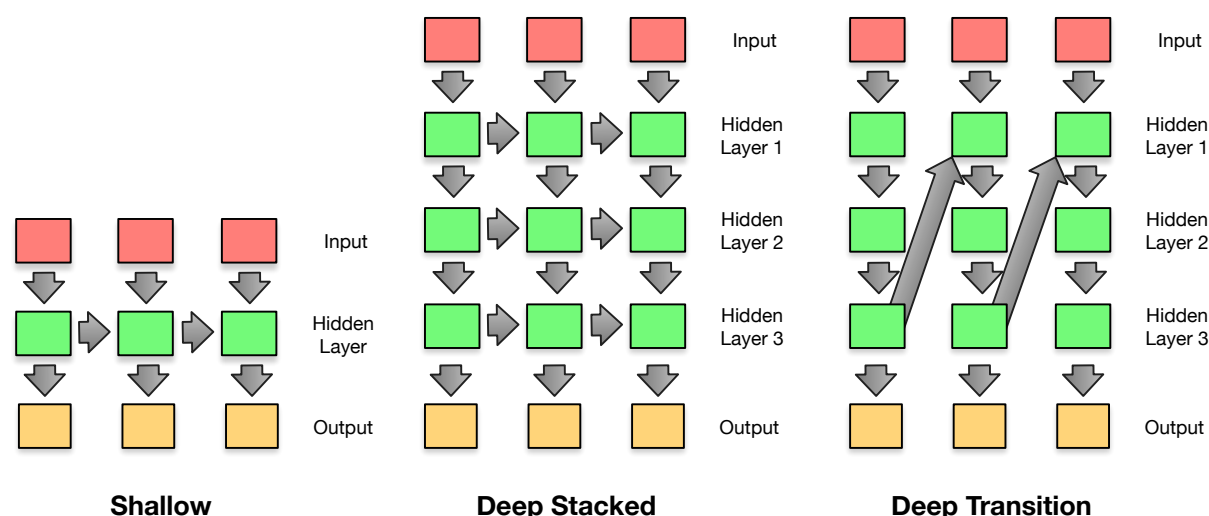 Input
Hidden
Layer
Output
Shallow
Input
Hidden
Layer 1
Hidden
Layer 2
Hidden
Layer 3
Output
Deep Stacked
Input
Hidden
Layer 1
Hidden
Layer 2
Hidden
Layer 3
Output
Deep Transition